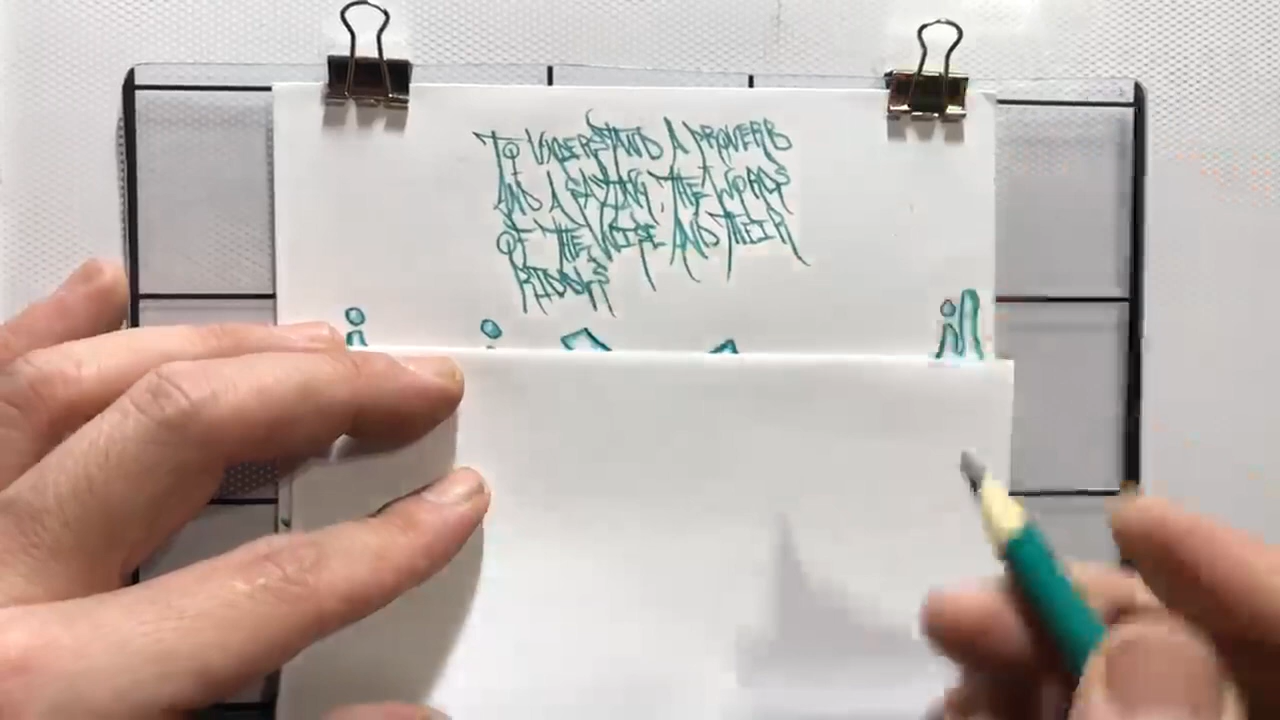 TO UNDERSTAND A PROVERB
AND A SAYING, THE WORDS
OF THE WISE AND THEIR
RIDDLES